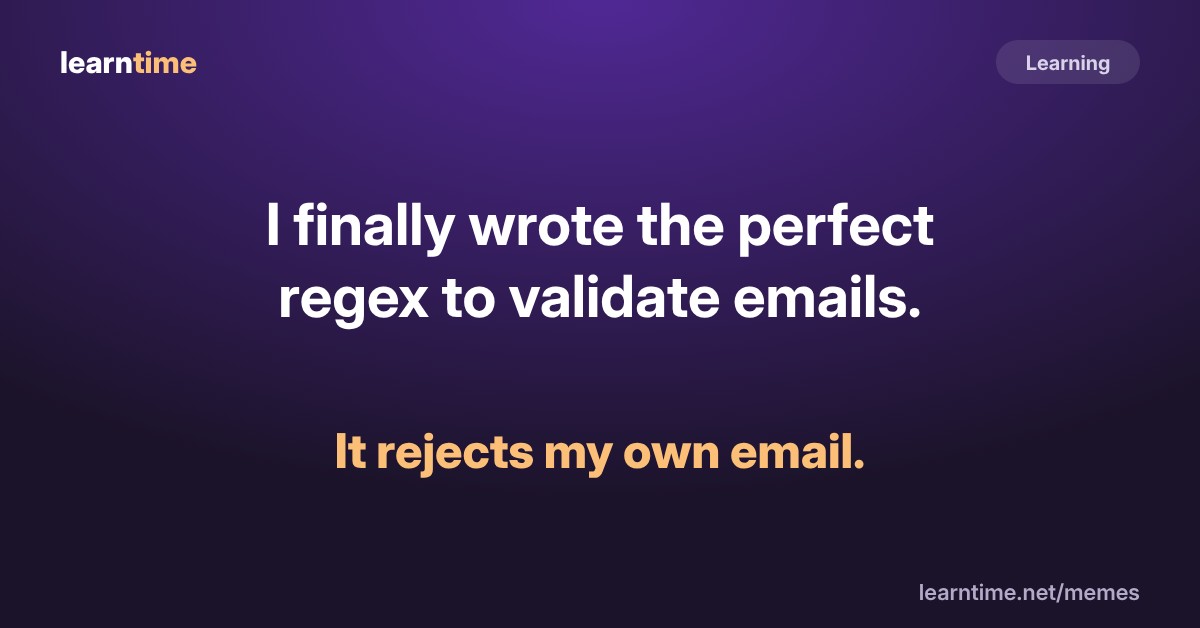 learntime
Learning
I finally wrote the perfect
regex to validate emails.
It rejects my own email.
learntime.net/memes